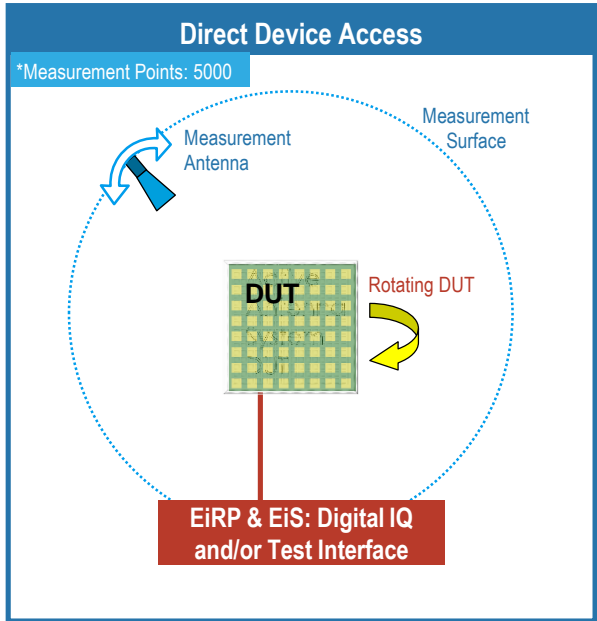 Direct Device Access
*Measurement Points: 5000
Measurement
Surface
Measurement
Antenna
DUT
Rotating DUT
EiRP & EiS: Digital IQ
and/or Test Interface